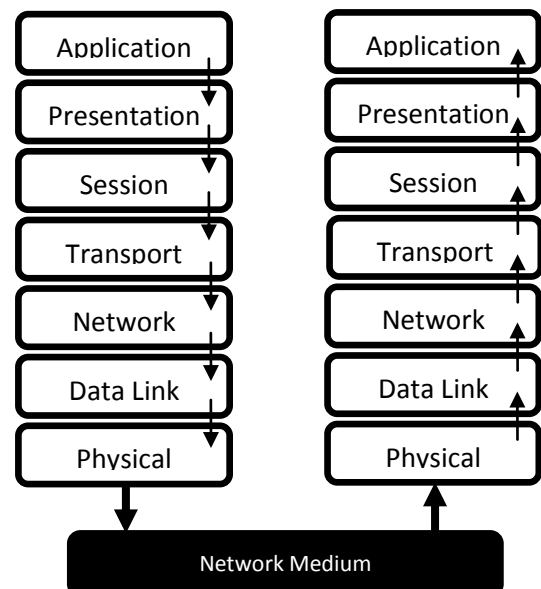 Application
Presentation
Session
Transport
Network
Data Link
Physical
Application
Presentation
Session
Transport
Network
Data Link
Physical
Network Medium